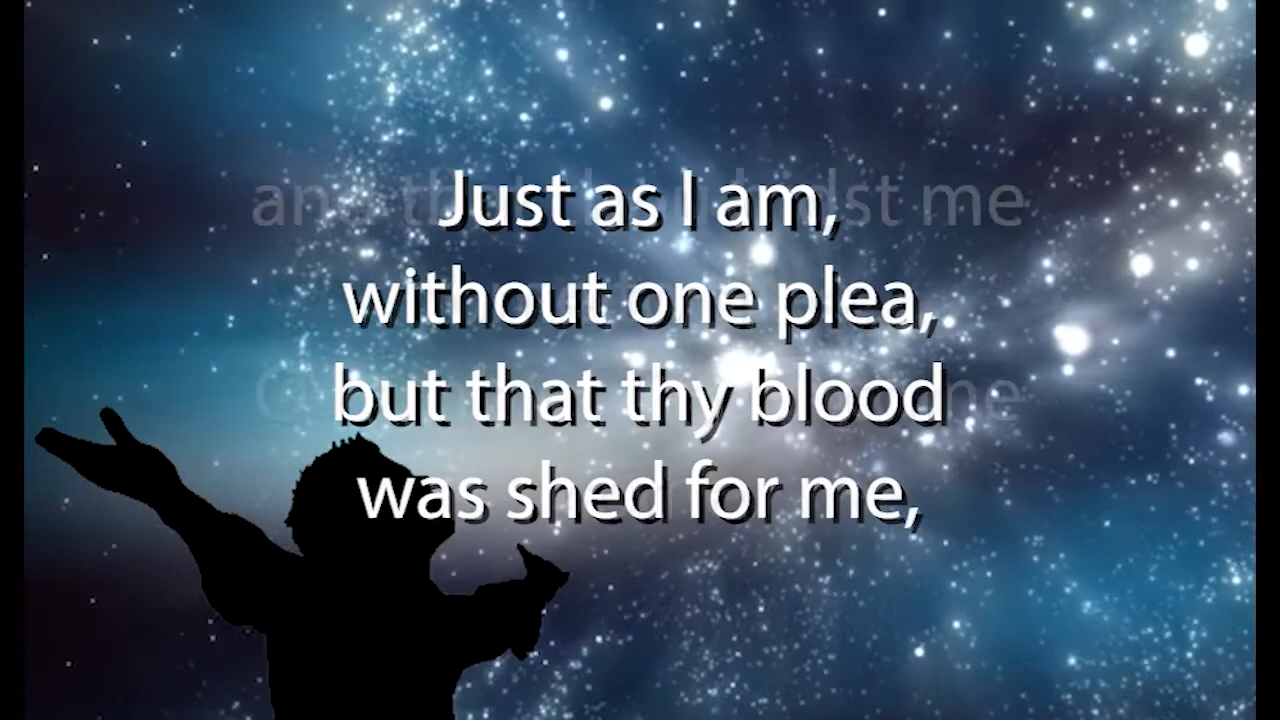 Just as I am,
without one plea,
but that thy blood
was shed for me,